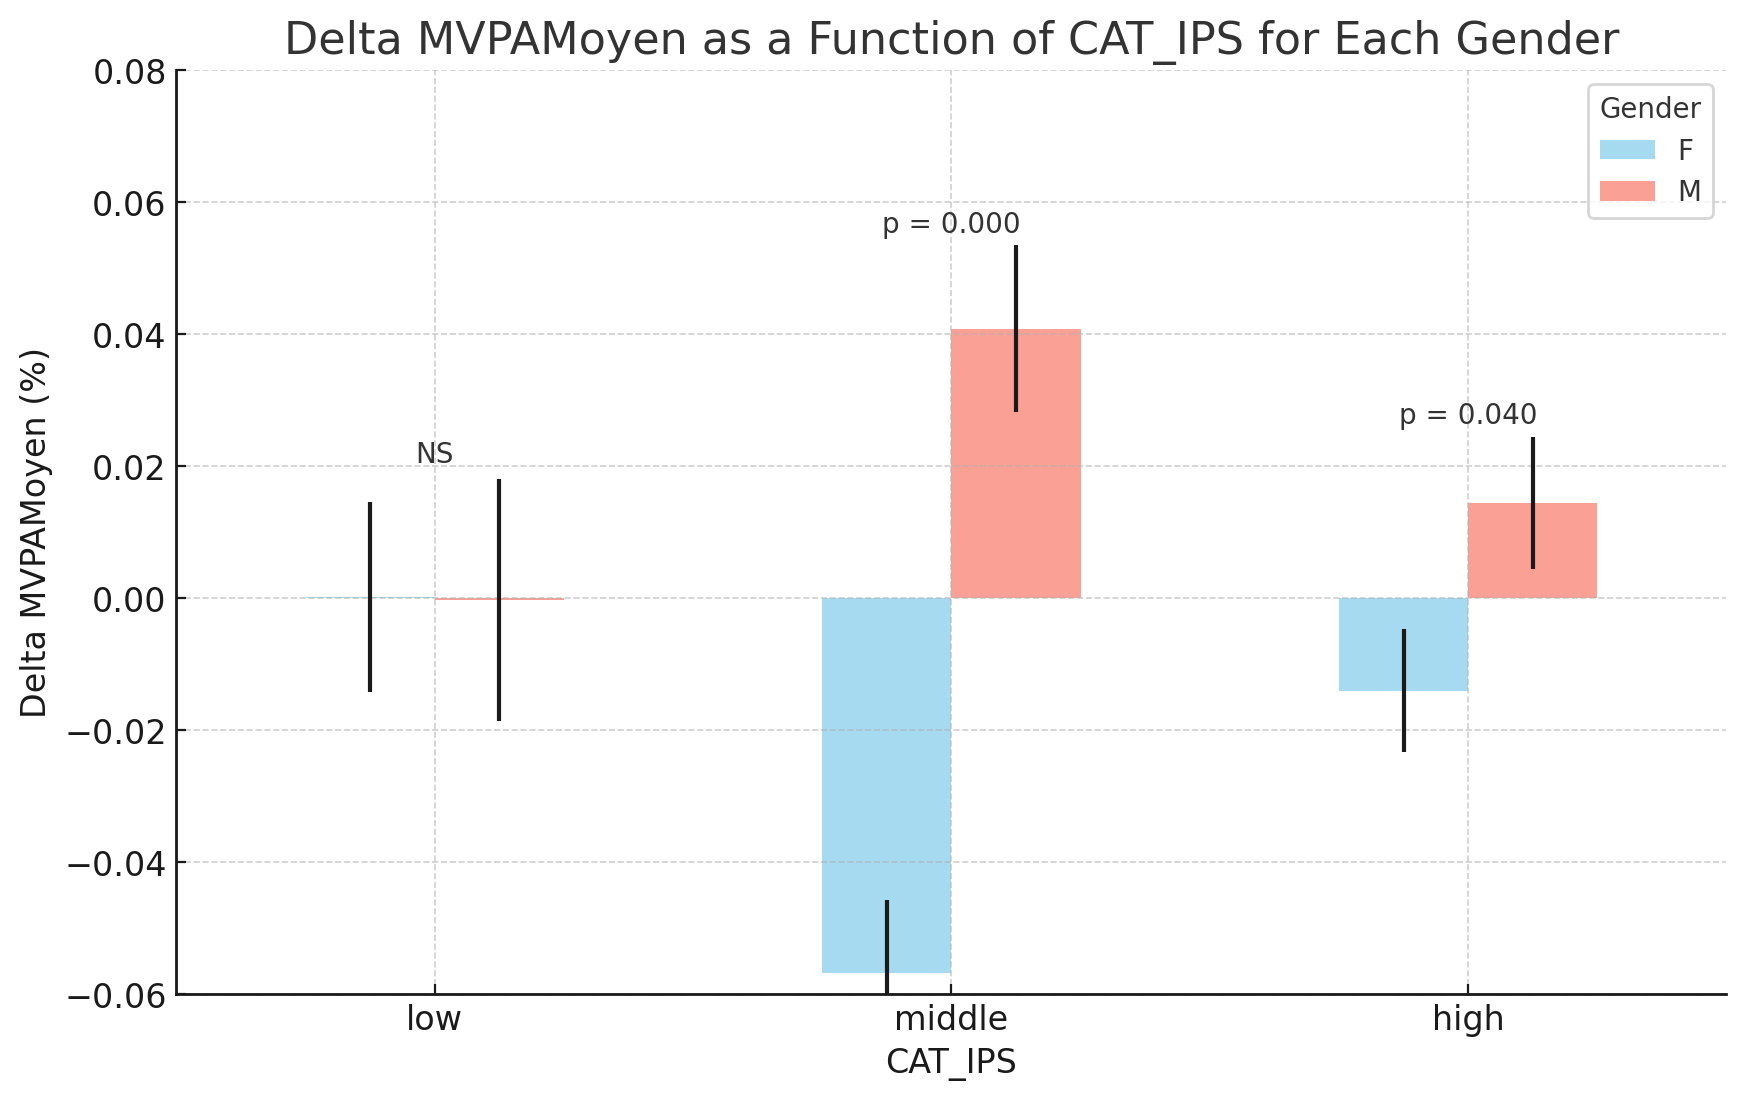 Delta MVPAMoyen as a Function of CAT_IPS for Each Gender
Gender
F
M
Delta MVPAMoyen (%)
0.08
0.06
0.04
0.02
0.00
−0.02
−0.04
−0.06
NS
p = 0.000
p = 0.040
low
middle
high
CAT_IPS